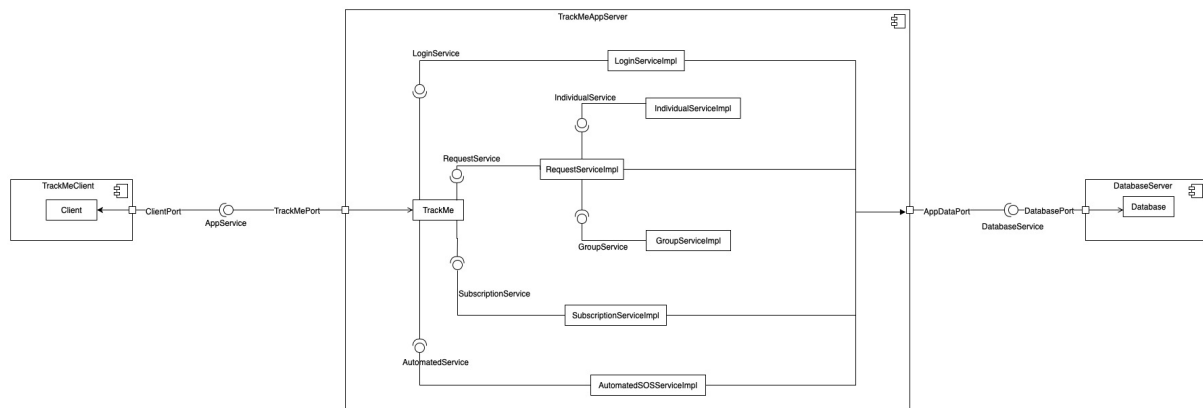 TrackMeAppServer
LoginService
LoginServiceImpl
IndividualService
IndividualServiceImpl
RequestService
RequestServiceImpl
TrackMeClient
Client
ClientPort
AppService
TrackMePort
TrackMe
GroupService
GroupServiceImpl
AppDataPort
DatabaseService
DatabasePort
DatabaseServer
Database
SubscriptionService
SubscriptionServiceImpl
AutomatedService
AutomatedSOSServiceImpl